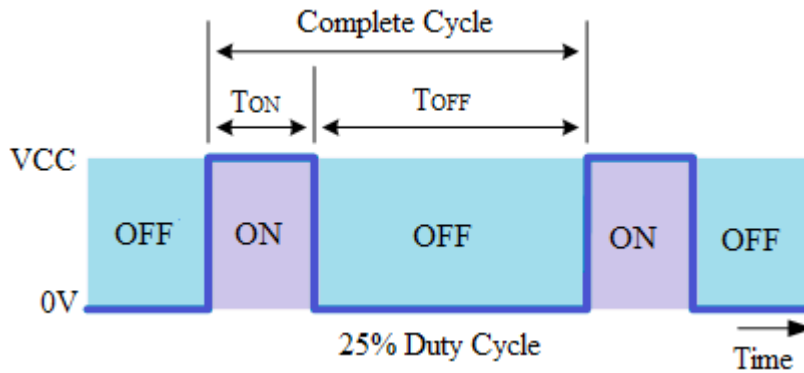 Complete Cycle
TON TOFF
VCC
OFF ON OFF ON OFF
0V
25% Duty Cycle
Time